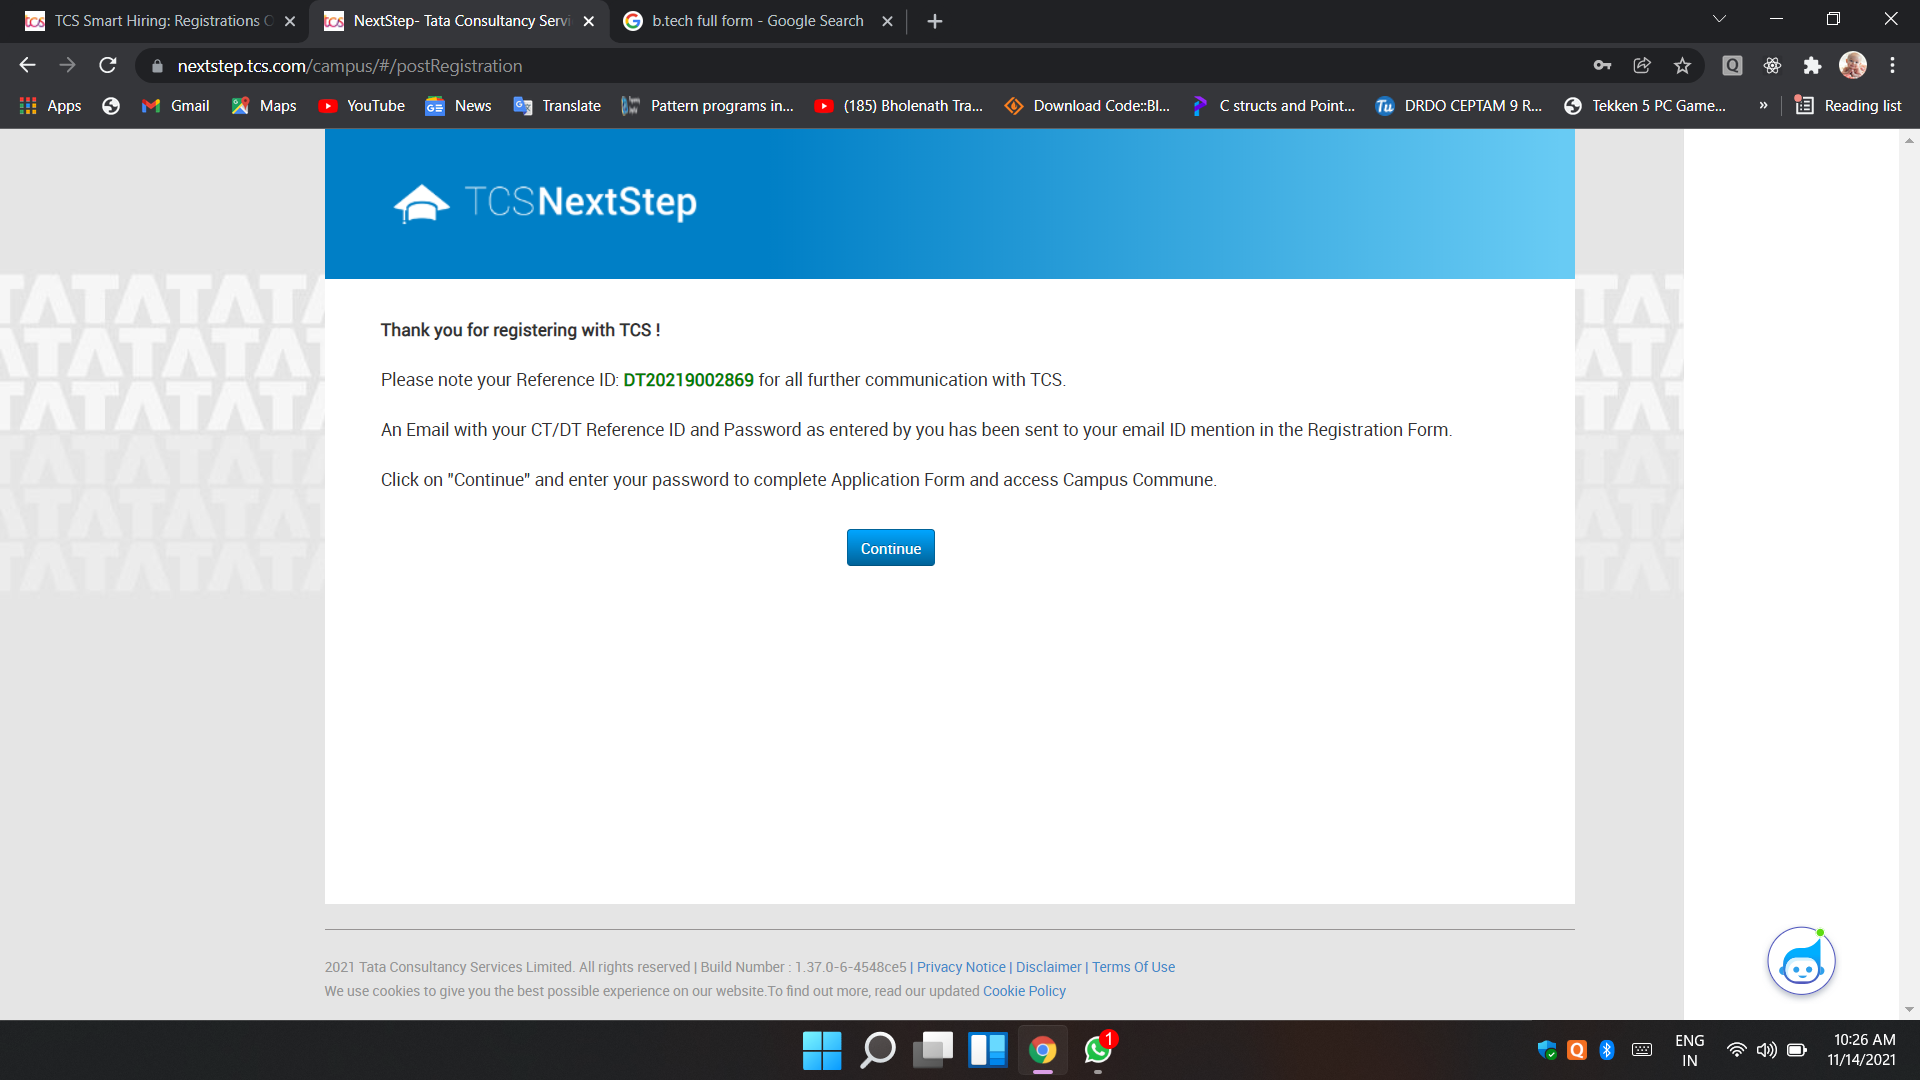 TCS Smart Hiring: Registrations
NextStep- Tata Consultancy Servi
b.tech full form - Google Search
nextstep.tcs.com/campus/#/postRegistration
Apps
Gmail
Maps
YouTube
News
Translate
Pattern programs in...
(185) Bholenath Tra...
Download Code::Bl...
C structs and Point...
DRDO CEPTAM 9 R...
Tekken 5 PC Game...
»
Reading list
TCSNextStep
Thank you for registering with TCS !
Please note your Reference ID: DT20219002869 for all further communication with TCS.
An Email with your CT/DT Reference ID and Password as entered by you has been sent to your email ID mention in the Registration Form.
Click on "Continue" and enter your password to complete Application Form and access Campus Commune.
Continue
2021 Tata Consultancy Services Limited. All rights reserved | Build Number : 1.37.0-6-4548ce5 | Privacy Notice | Disclaimer | Terms Of Use
We use cookies to give you the best possible experience on our website.To find out more, read our updated Cookie Policy
1
ENG
IN
10:26 AM
11/14/2021